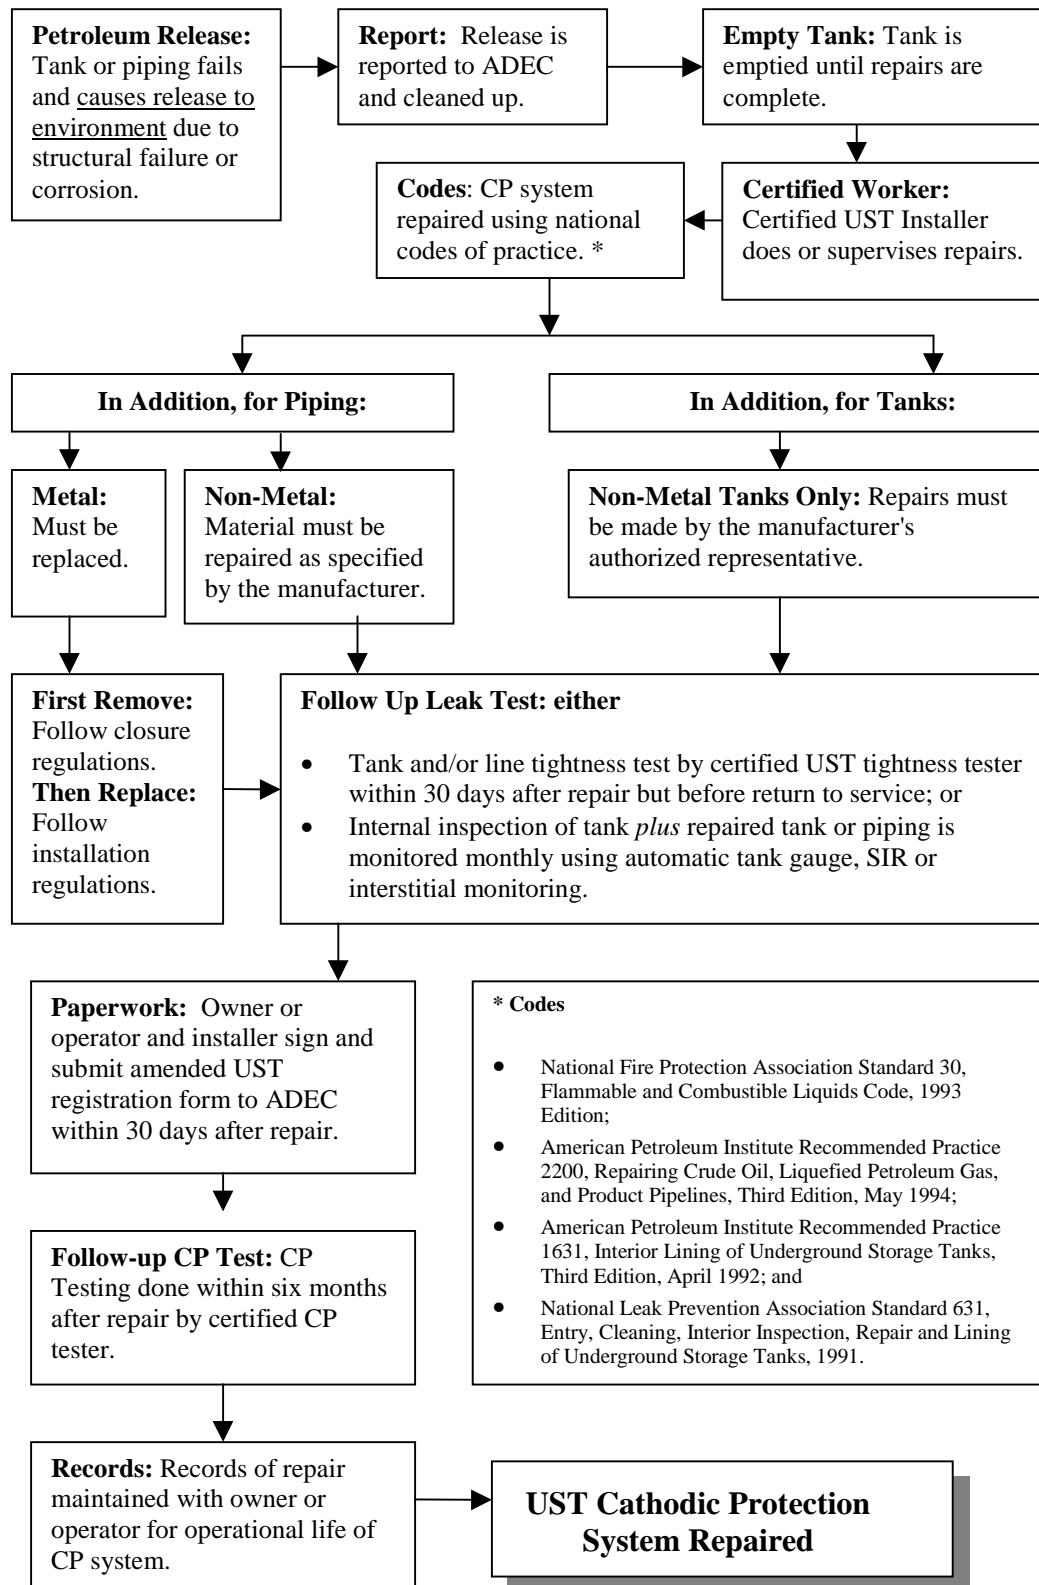 Petroleum Release:
Tank or piping fails
and causes release to
environment due to
structural failure or
corrosion.
Report: Release is
reported to ADEC
and cleaned up.
Empty Tank: Tank is
emptied until repairs are
complete.
Certified Worker:
Certified UST Installer
does or supervises repairs.
Codes: CP system
repaired using national
codes of practice. *
In Addition, for Piping:
In Addition, for Tanks:
Metal:
Must be
replaced.
Non-Metal:
Material must be
repaired as specified
by the manufacturer.
Non-Metal Tanks Only: Repairs must
be made by the manufacturer's
authorized representative.
First Remove:
Follow closure
regulations.
Then Replace:
Follow
installation
regulations.
Follow Up Leak Test: either
• Tank and/or line tightness test by certified UST tightness tester
within 30 days after repair but before return to service; or
• Internal inspection of tank plus repaired tank or piping is
monitored monthly using automatic tank gauge, SIR or
interstitial monitoring.
Paperwork: Owner or
operator and installer sign and
submit amended UST
registration form to ADEC
within 30 days after repair.
Follow-up CP Test: CP
Testing done within six months
after repair by certified CP
tester.
Records: Records of repair
maintained with owner or
operator for operational life of
CP system.
* Codes
• National Fire Protection Association Standard 30,
Flammable and Combustible Liquids Code, 1993
Edition;
• American Petroleum Institute Recommended Practice
2200, Repairing Crude Oil, Liquefied Petroleum Gas,
and Product Pipelines, Third Edition, May 1994;
• American Petroleum Institute Recommended Practice
1631, Interior Lining of Underground Storage Tanks,
Third Edition, April 1992; and
• National Leak Prevention Association Standard 631,
Entry, Cleaning, Interior Inspection, Repair and Lining
of Underground Storage Tanks, 1991.
UST Cathodic Protection
System Repaired